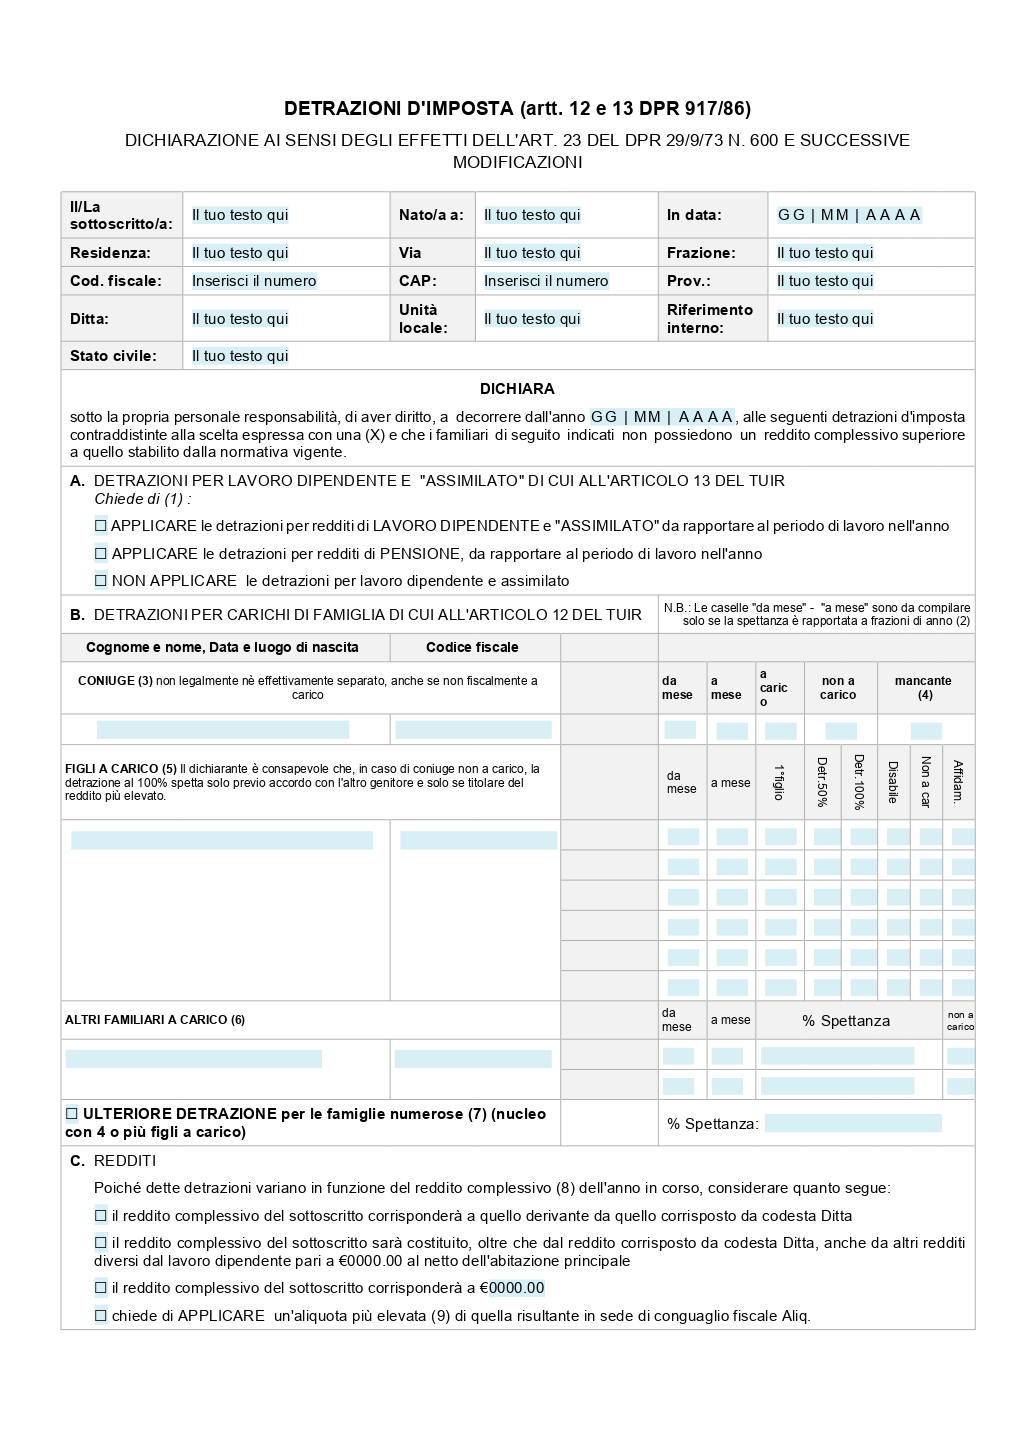 DETRAZIONI D'IMPOSTA (artt. 12 e 13 DPR 917/86)
DICHIARAZIONE AI SENSI DEGLI EFFETTI DELL'ART. 23 DEL DPR 29/9/73 N. 600 E SUCCESSIVE
MODIFICAZIONI
Il/La sottoscritto/a: Il tuo testo qui Nato/a a: Il tuo testo qui In data: GG | MM | AAAA
Residenza: Il tuo testo qui Via Il tuo testo qui Frazione: Il tuo testo qui
Cod. fiscale: Inserisci il numero CAP: Inserisci il numero Prov.: Il tuo testo qui
Ditta: Il tuo testo qui Unità locale: Il tuo testo qui Riferimento interno: Il tuo testo qui
Stato civile: Il tuo testo qui
DICHIARA
sotto la propria personale responsabilità, di aver diritto, a decorrere dall'anno GG | MM | AAAA, alle seguenti detrazioni d'imposta
contraddistinte alla scelta espressa con una (X) e che i familiari di seguito indicati non possiedono un reddito complessivo superiore
a quello stabilito dalla normativa vigente.
A. DETRAZIONI PER LAVORO DIPENDENTE E "ASSIMILATO" DI CUI ALL'ARTICOLO 13 DEL TUIR
Chiede di (1) :
☐ APPLICARE le detrazioni per redditi di LAVORO DIPENDENTE e "ASSIMILATO" da rapportare al periodo di lavoro nell'anno
☐ APPLICARE le detrazioni per redditi di PENSIONE, da rapportare al periodo di lavoro nell'anno
☐ NON APPLICARE le detrazioni per lavoro dipendente e assimilato
B. DETRAZIONI PER CARICHI DI FAMIGLIA DI CUI ALL'ARTICOLO 12 DEL TUIR
N.B.: Le caselle "da mese" - "a mese" sono da compilare
solo se la spettanza è rapportata a frazioni di anno (2)
Cognome e nome, Data e luogo di nascita Codice fiscale
CONIUGE (3) non legalmente nè effettivamente separato, anche se non fiscalmente a
carico
da mese a mese a carico non a carico mancante (4)
FIGLI A CARICO (5) Il dichiarante è consapevole che, in caso di coniuge non a carico, la
detrazione al 100% spetta solo previo accordo con l'altro genitore e solo se titolare del
reddito più elevato.
da mese a mese 1°figlio Detr.50% Detr.100% Disabile Non a car Affidam.
ALTRI FAMILIARI A CARICO (6) da mese a mese % Spettanza non a carico
☐ ULTERIORE DETRAZIONE per le famiglie numerose (7) (nucleo
con 4 o più figli a carico)
% Spettanza:
C. REDDITI
Poiché dette detrazioni variano in funzione del reddito complessivo (8) dell'anno in corso, considerare quanto segue:
☐ il reddito complessivo del sottoscritto corrisponderà a quello derivante da quello corrisposto da codesta Ditta
☐ il reddito complessivo del sottoscritto sarà costituito, oltre che dal reddito corrisposto da codesta Ditta, anche da altri redditi
diversi dal lavoro dipendente pari a €0000.00 al netto dell'abitazione principale
☐ il reddito complessivo del sottoscritto corrisponderà a €0000.00
☐ chiede di APPLICARE un'aliquota più elevata (9) di quella risultante in sede di conguaglio fiscale Aliq.